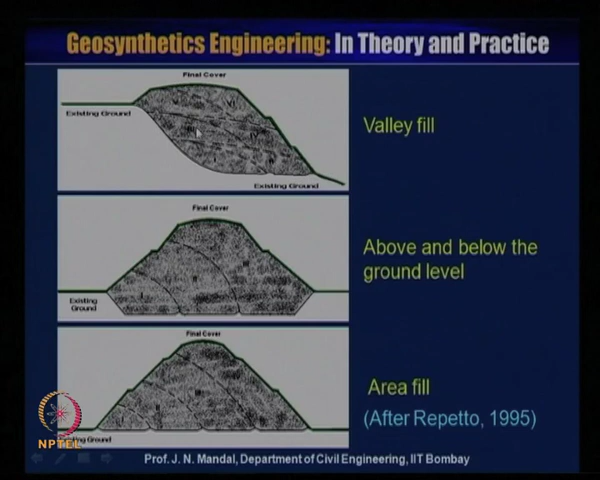 Geosynthetics Engineering: In Theory and Practice
Final Cover
Existing Ground
Existing Ground
Valley fill
Final Cover
Existing
Ground
Above and below the
ground level
Final Cover
Ground
Area fill
(After Repetto, 1995)
NPTEL
Prof. J. N. Mandal, Department of Civil Engineering, IIT Bombay